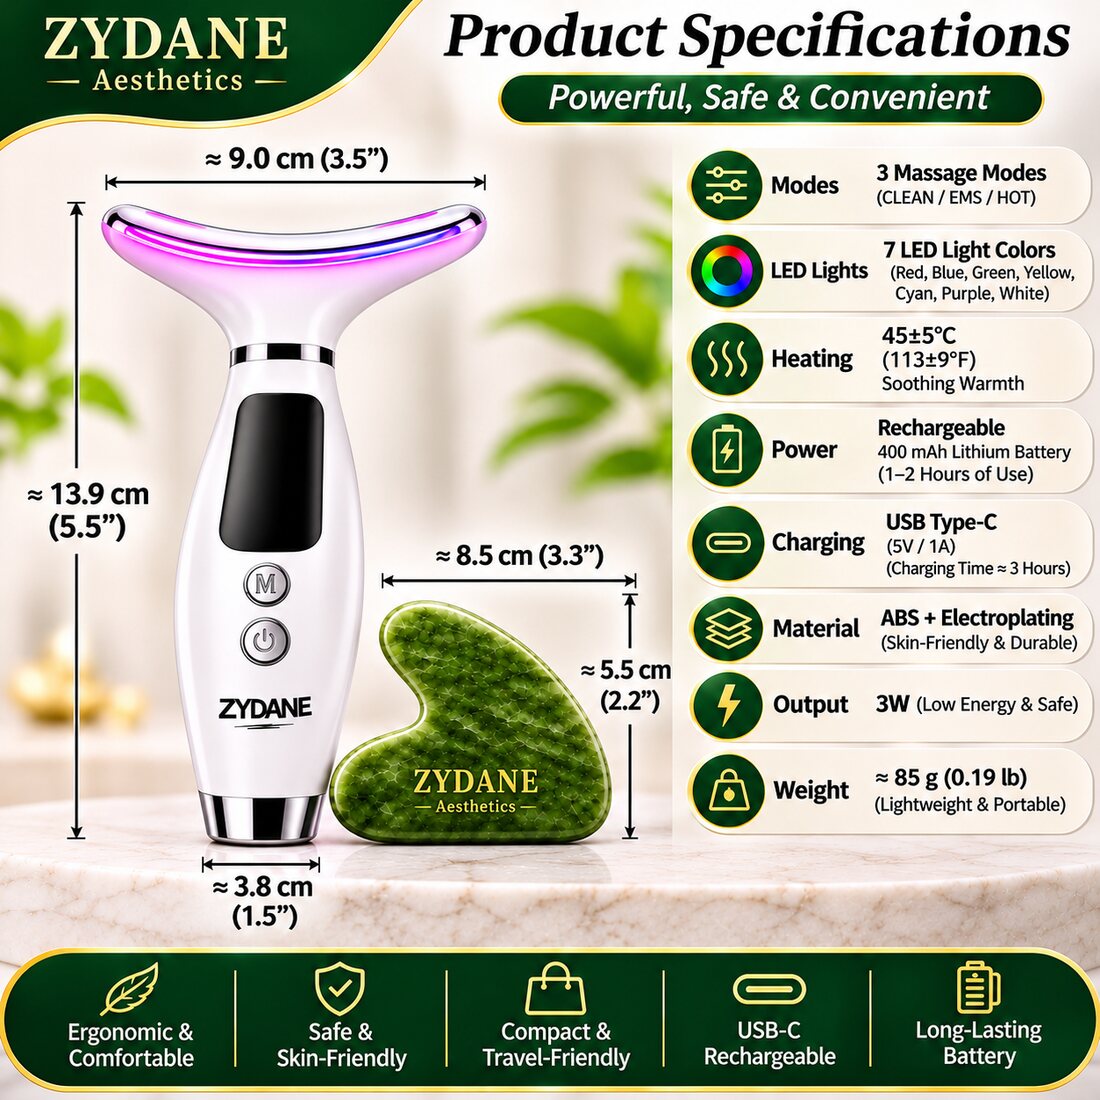 ZYDANE
Aesthetics
Product Specifications
Powerful, Safe & Convenient
≈ 9.0 cm (3.5”)
≈ 13.9 cm
(5.5”)
M
ZYDANE
≈ 3.8 cm
(1.5”)
≈ 8.5 cm (3.3”)
≈ 5.5 cm
(2.2”)
ZYDANE
Aesthetics
Modes
3 Massage Modes
(CLEAN / EMS / HOT)
LED Lights
7 LED Light Colors
(Red, Blue, Green, Yellow,
Cyan, Purple, White)
Heating
45±5°C
(113±9°F)
Soothing Warmth
Power
Rechargeable
400 mAh Lithium Battery
(1–2 Hours of Use)
Charging
USB Type-C
(5V / 1A)
(Charging Time ≈ 3 Hours)
Material
ABS + Electroplating
(Skin-Friendly & Durable)
Output
3W (Low Energy & Safe)
Weight
≈ 85 g (0.19 lb)
(Lightweight & Portable)
Ergonomic &
Comfortable
Safe &
Skin-Friendly
Compact &
Travel-Friendly
USB-C
Rechargeable
Long-Lasting
Battery